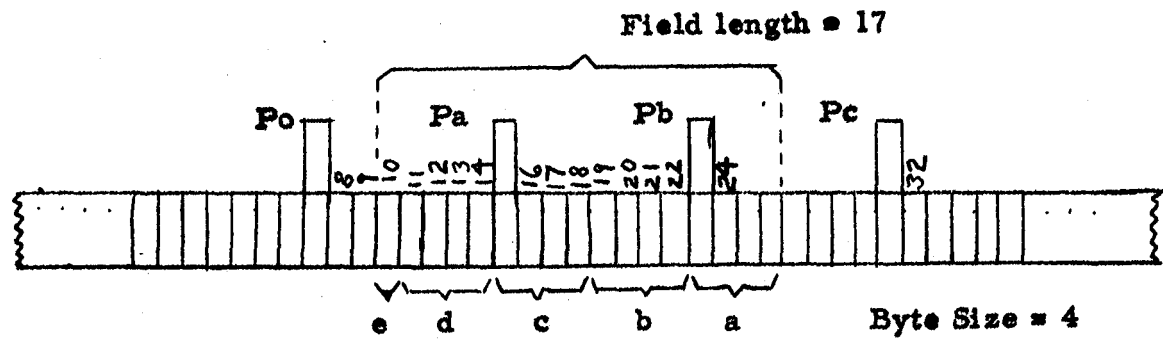 Field length = 17
Po Pa Pb Pc
8 9 10 11 12 13 14 16 17 18 19 20 21 22 24 32
e d c b a
Byte Size = 4